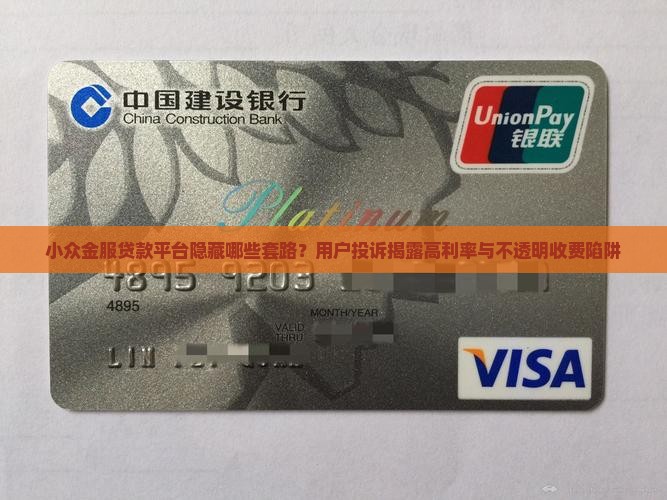 中国建设银行
China Construction Bank
UnionPay
银联
Platinum
小众金服贷款平台隐藏哪些套路？用户投诉揭露高利率与不透明收费陷阱
4895 9203
4895
MONTH/YEAR
VALID
THRU
LIN
VISA